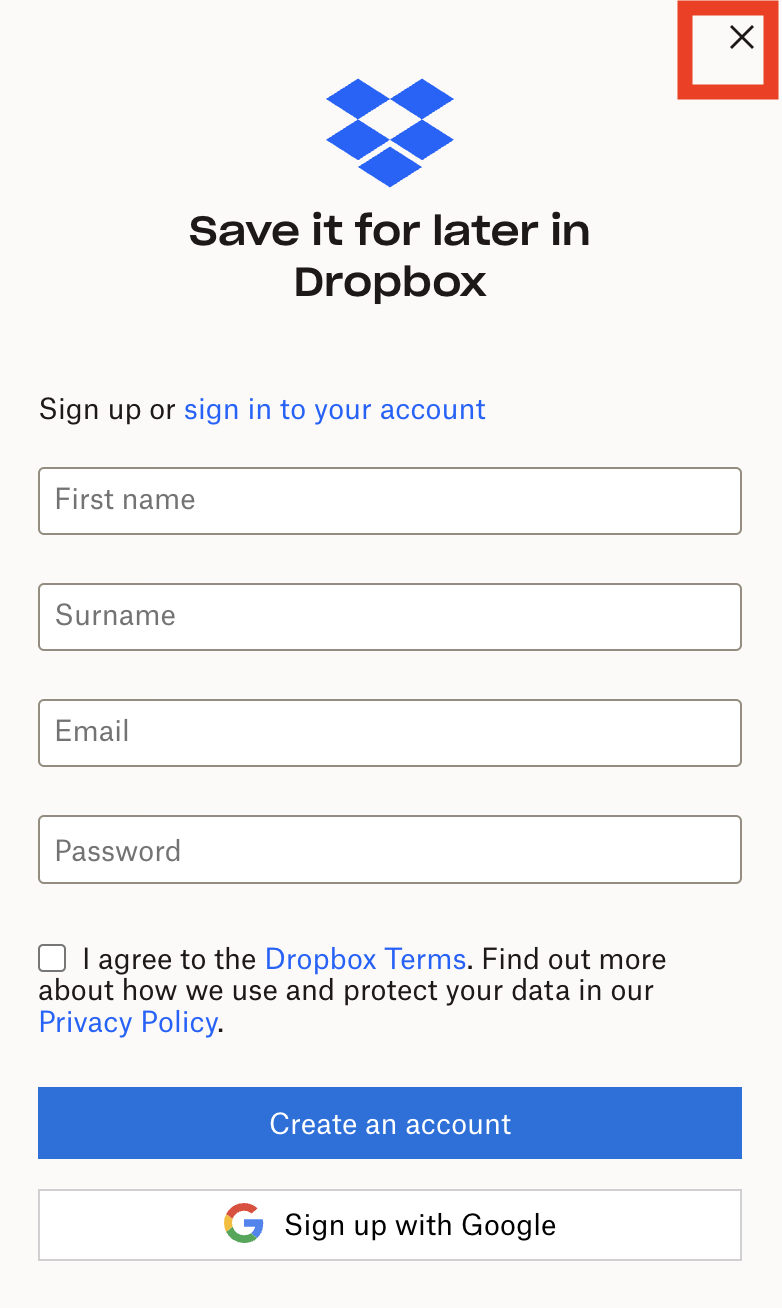 Save it for later in
Dropbox
Sign up or sign in to your account
First name
Surname
Email
Password
I agree to the Dropbox Terms. Find out more
about how we use and protect your data in our
Privacy Policy.
Create an account
Sign up with Google